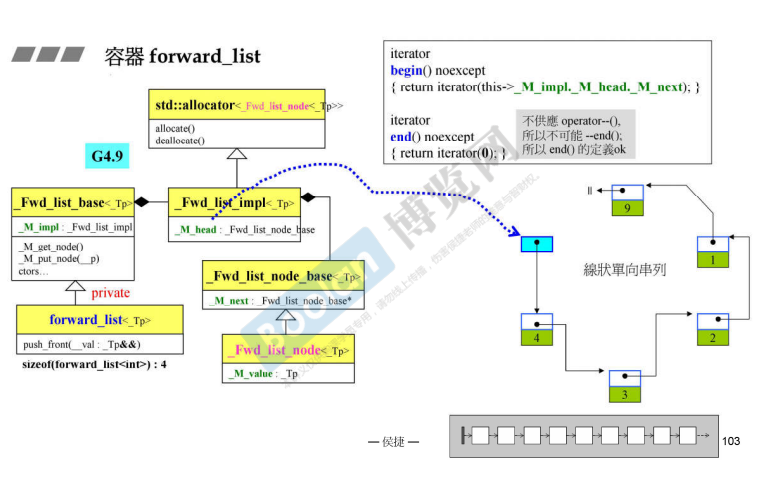 容器 forward_list
iterator
begin() noexcept
{ return iterator(this->_M_impl._M_head._M_next); }
iterator
end() noexcept
{ return iterator(0); }
不供應 operator--(),
所以不可能 --end();
所以 end() 的定義ok
std::allocator<_Fwd_list_node<_Tp>>
allocate()
deallocate()
G4.9
_Fwd_list_base<_Tp>
_M_impl : _Fwd_list_impl
_M_get_node()
_M_put_node(__p)
ctors…
_Fwd_list_impl<_Tp>
_M_head : _Fwd_list_node_base
_Fwd_list_node_base
_M_next : _Fwd_list_node_base*
private
forward_list<_Tp>
push_front(__val : _Tp&&)
sizeof(forward_list<int>) : 4
_Fwd_list_node<_Tp>
_M_value : _Tp
線狀單向串列
9
1
2
4
3
Boolan
博览网
— 侯捷 —
103